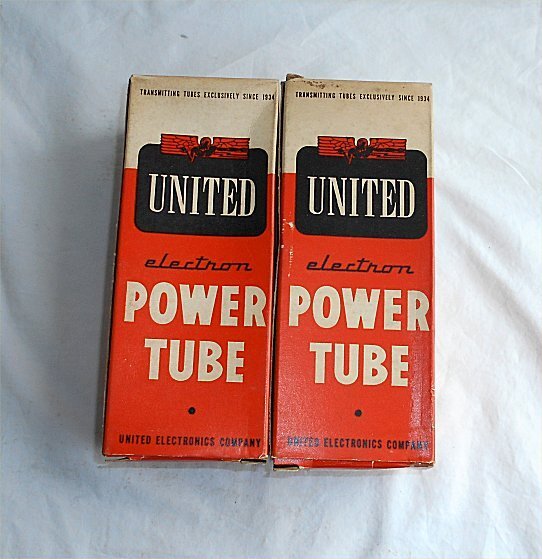 TRANSMITTING TUBES EXCLUSIVELY SINCE 1934
UNITED
electron
POWER
TUBE
UNITED ELECTRONICS COMPANY
TRANSMITTING TUBES EXCLUSIVELY SINCE 1934
UNITED
electron
POWER
TUBE
UNITED ELECTRONICS COMPANY